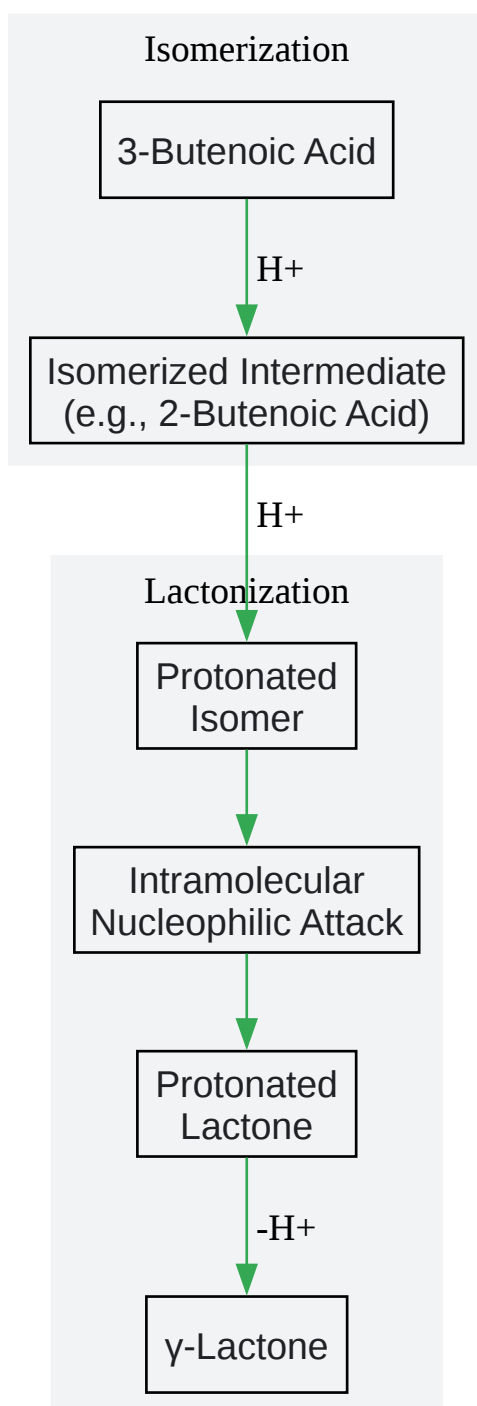 Isomerization
3-Butenoic Acid
H+
Isomerized Intermediate
(e.g., 2-Butenoic Acid)
H+
Lactonization
Protonated
Isomer
Intramolecular
Nucleophilic Attack
Protonated
Lactone
-H+
γ-Lactone